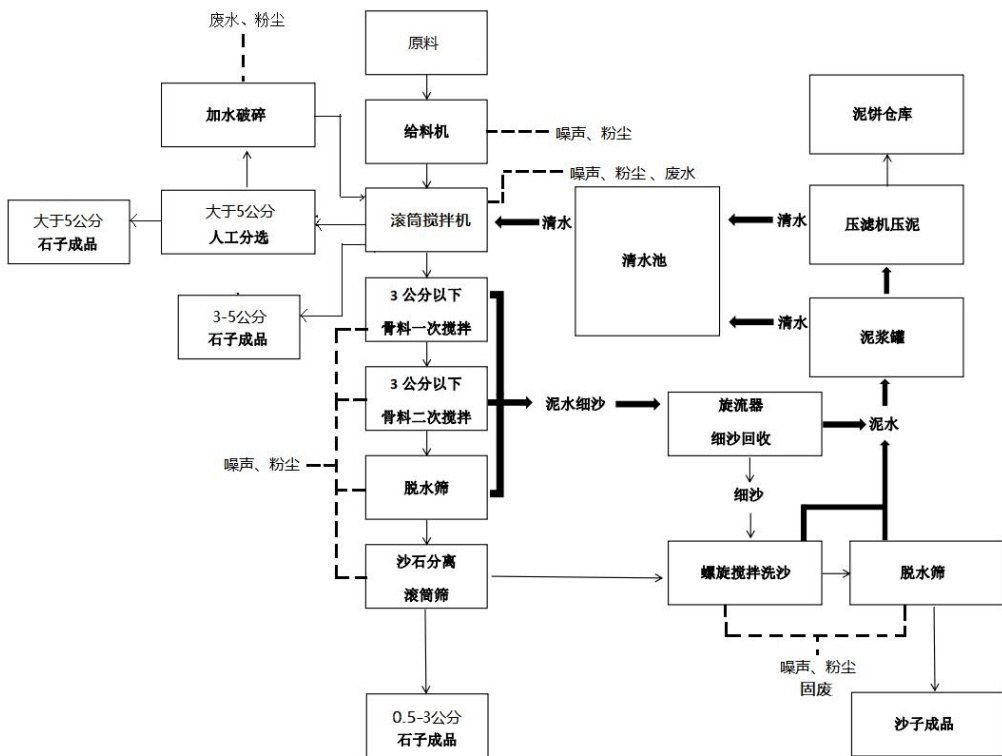 废水、粉尘
原料
加水破碎
给料机
噪声、粉尘
泥饼仓库
噪声、粉尘 、废水
大于5公分
石子成品
大于5公分
人工分选
滚筒搅拌机
清水
清水池
清水
压滤机压泥
3-5公分
石子成品
3 公分以下
骨料一次搅拌
清水
泥浆罐
3 公分以下
骨料二次搅拌
泥水细沙
旋流器
细沙回收
泥水
噪声、粉尘
脱水筛
细沙
沙石分离
滚筒筛
螺旋搅拌洗沙
脱水筛
噪声、粉尘
固废
0.5-3公分
石子成品
沙子成品